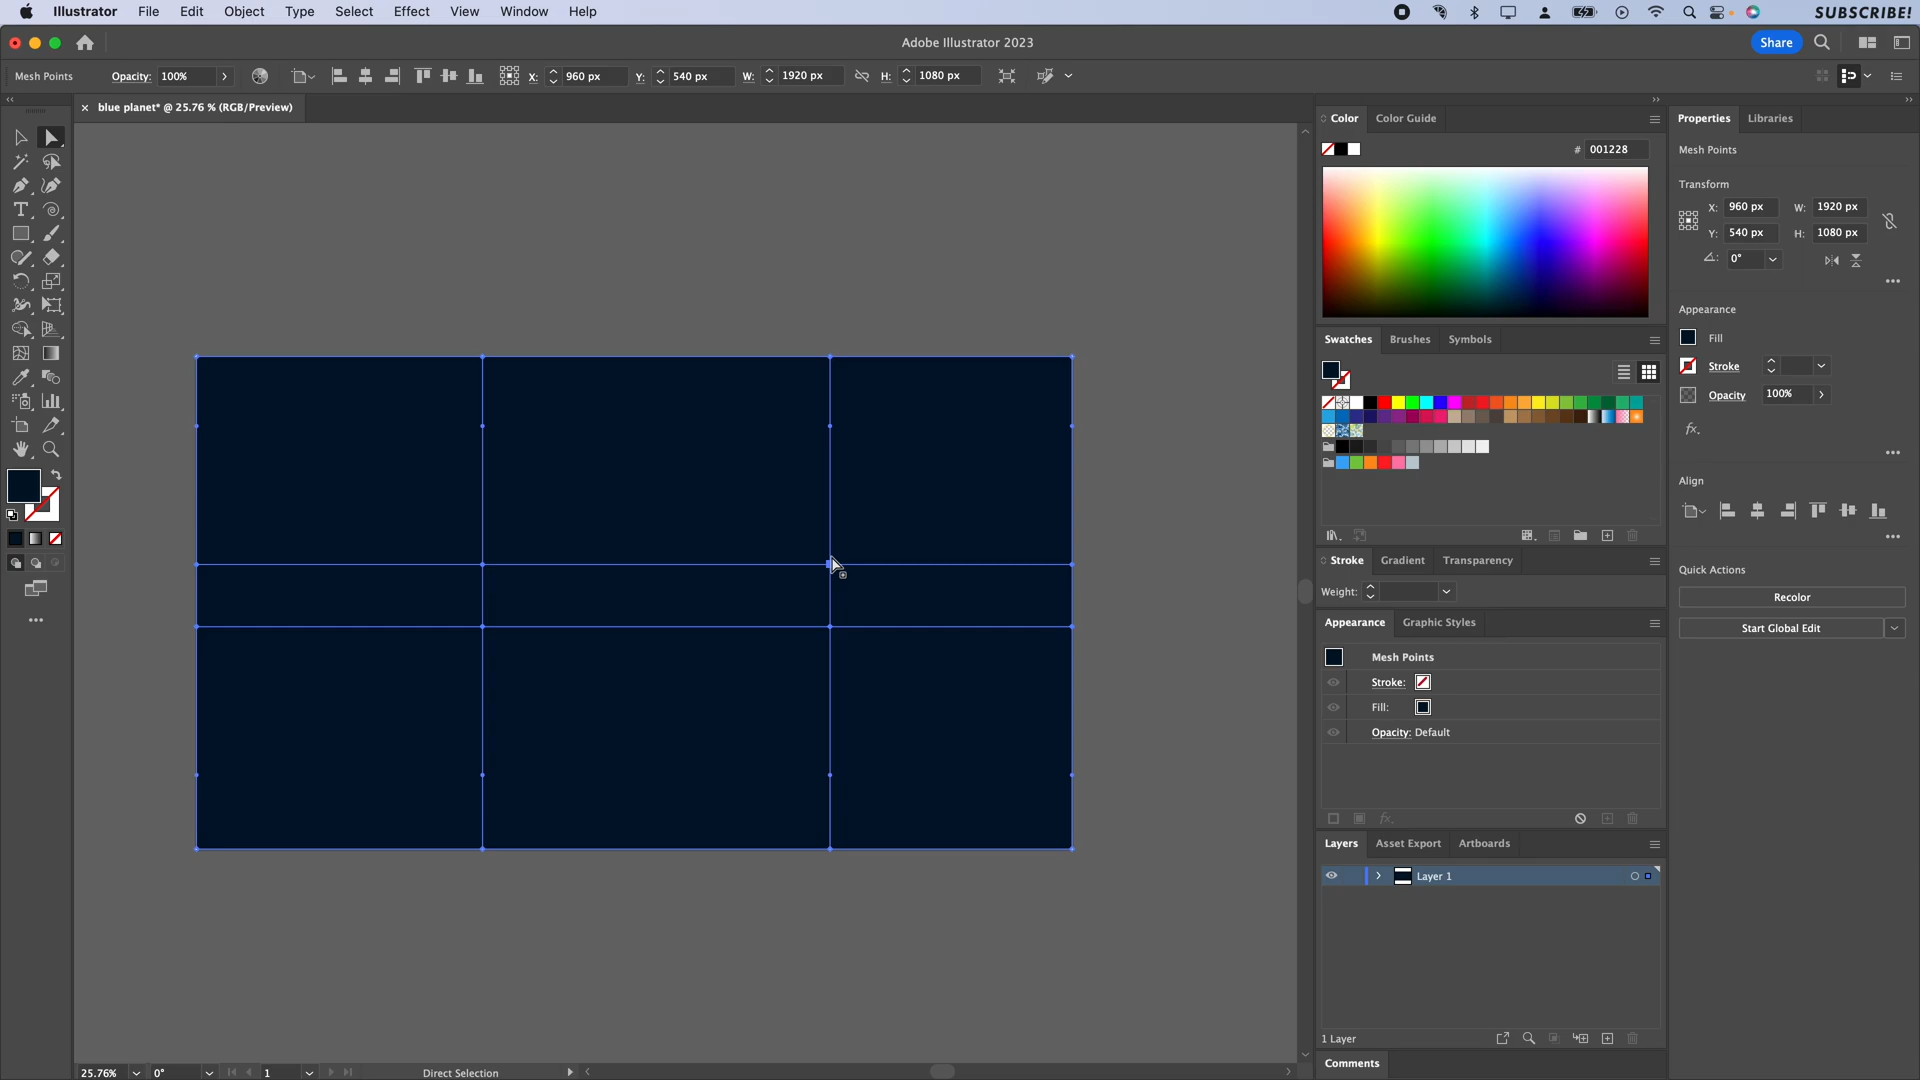 Illustrator File Edit Object Type Select Effect View Window Help SUBSCRIBE!
Adobe Illustrator 2023 Share
Mesh Points Opacity: 100% X: 960 px Y: 540 px W: 1920 px H: 1080 px
× blue planet* @ 25.76 % (RGB/Preview)
Color Color Guide
# 001228
Swatches Brushes Symbols
Stroke Gradient Transparency
Weight:
Appearance Graphic Styles
Mesh Points
Stroke:
Fill:
Opacity: Default
fx.
Layers Asset Export Artboards
Layer 1
1 Layer
Comments
Properties Libraries
Mesh Points
Transform
X: 960 px W: 1920 px
Y: 540 px H: 1080 px
0°
Appearance
Fill
Stroke
Opacity 100%
fx.
Align
Quick Actions
Recolor
Start Global Edit
25.76% 0° 1 Direct Selection